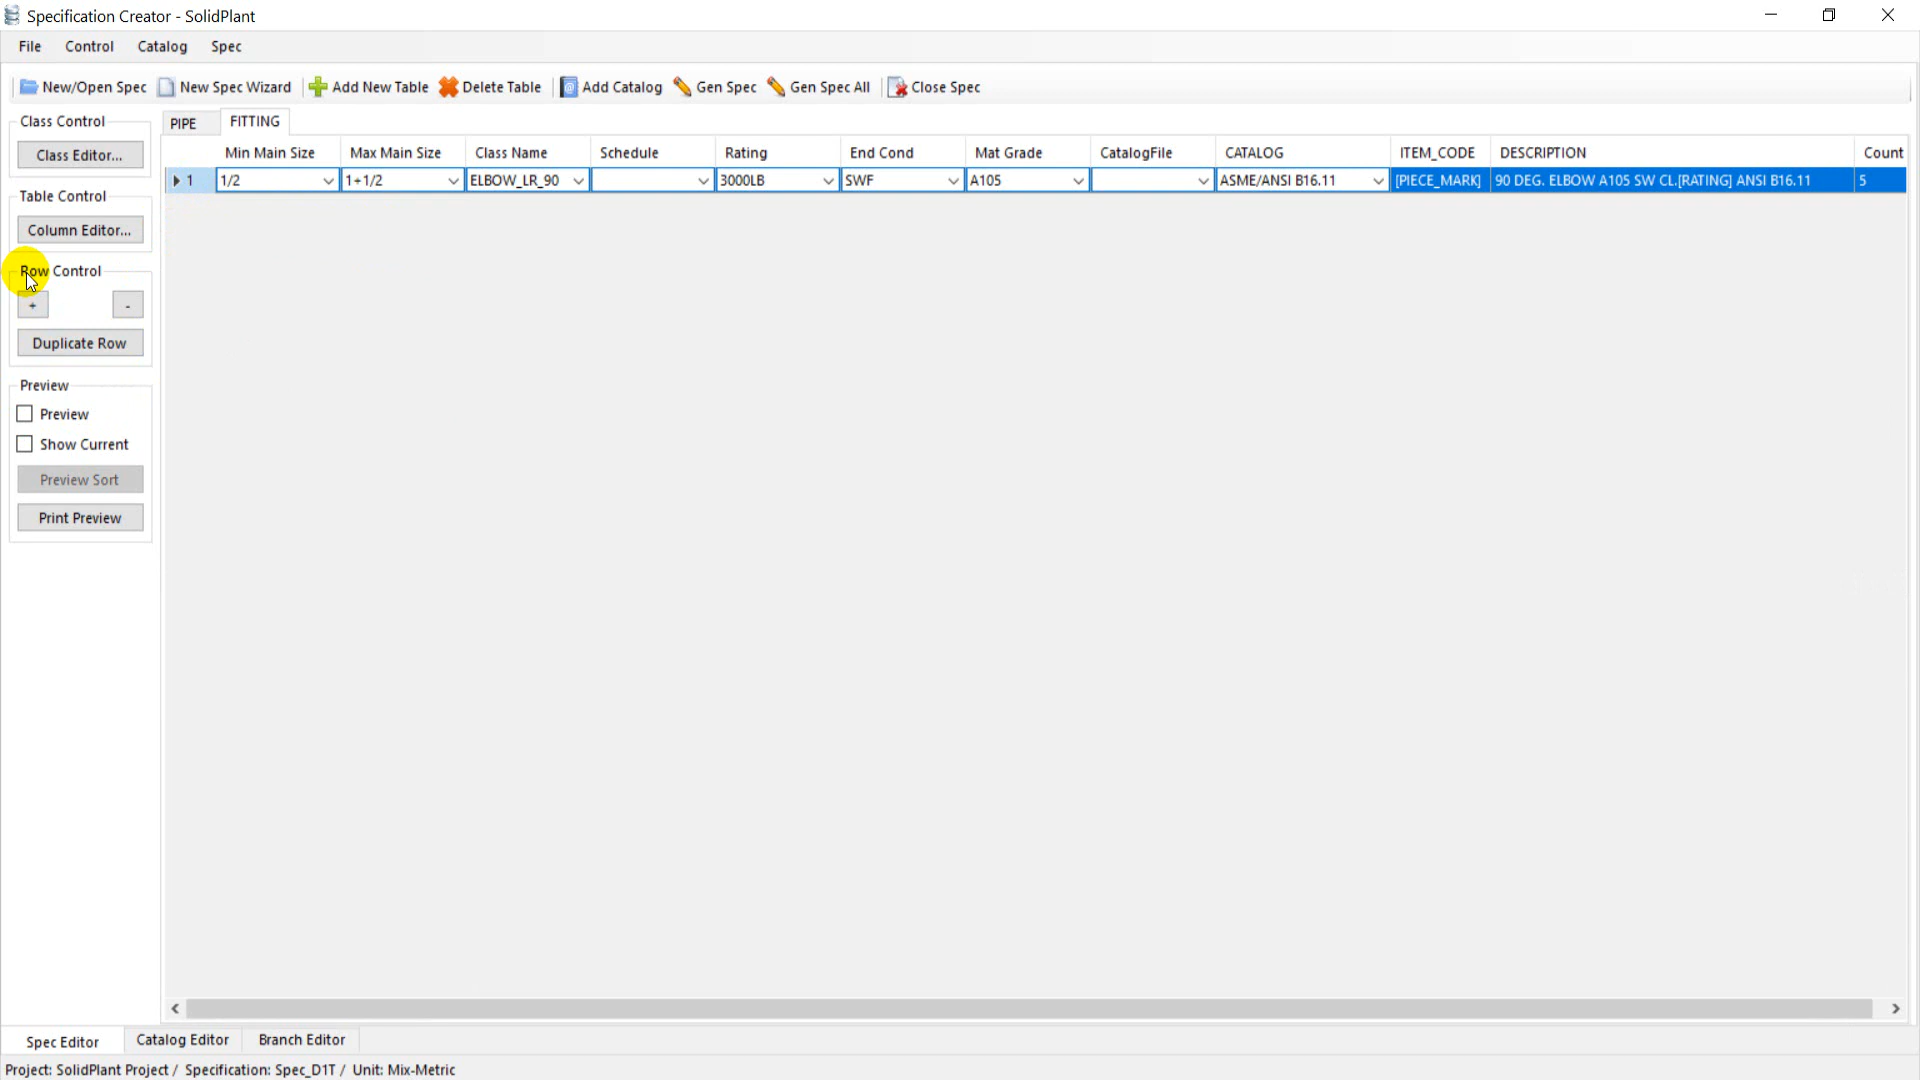 Specification Creator - SolidPlant
File Control Catalog Spec
New/Open Spec New Spec Wizard Add New Table Delete Table Add Catalog Gen Spec Gen Spec All Close Spec
Class Control
Class Editor...
Table Control
Column Editor...
Row Control
+ -
Duplicate Row
Preview
Preview
Show Current
Preview Sort
Print Preview
PIPE FITTING
Min Main Size Max Main Size Class Name Schedule Rating End Cond Mat Grade CatalogFile CATALOG ITEM_CODE DESCRIPTION Count
1 1/2 1+1/2 ELBOW_LR_90 3000LB SWF A105 ASME/ANSI B16.11 [PIECE_MARK] 90 DEG. ELBOW A105 SW CL.[RATING] ANSI B16.11 5
Spec Editor Catalog Editor Branch Editor
Project: SolidPlant Project / Specification: Spec_D1T / Unit: Mix-Metric